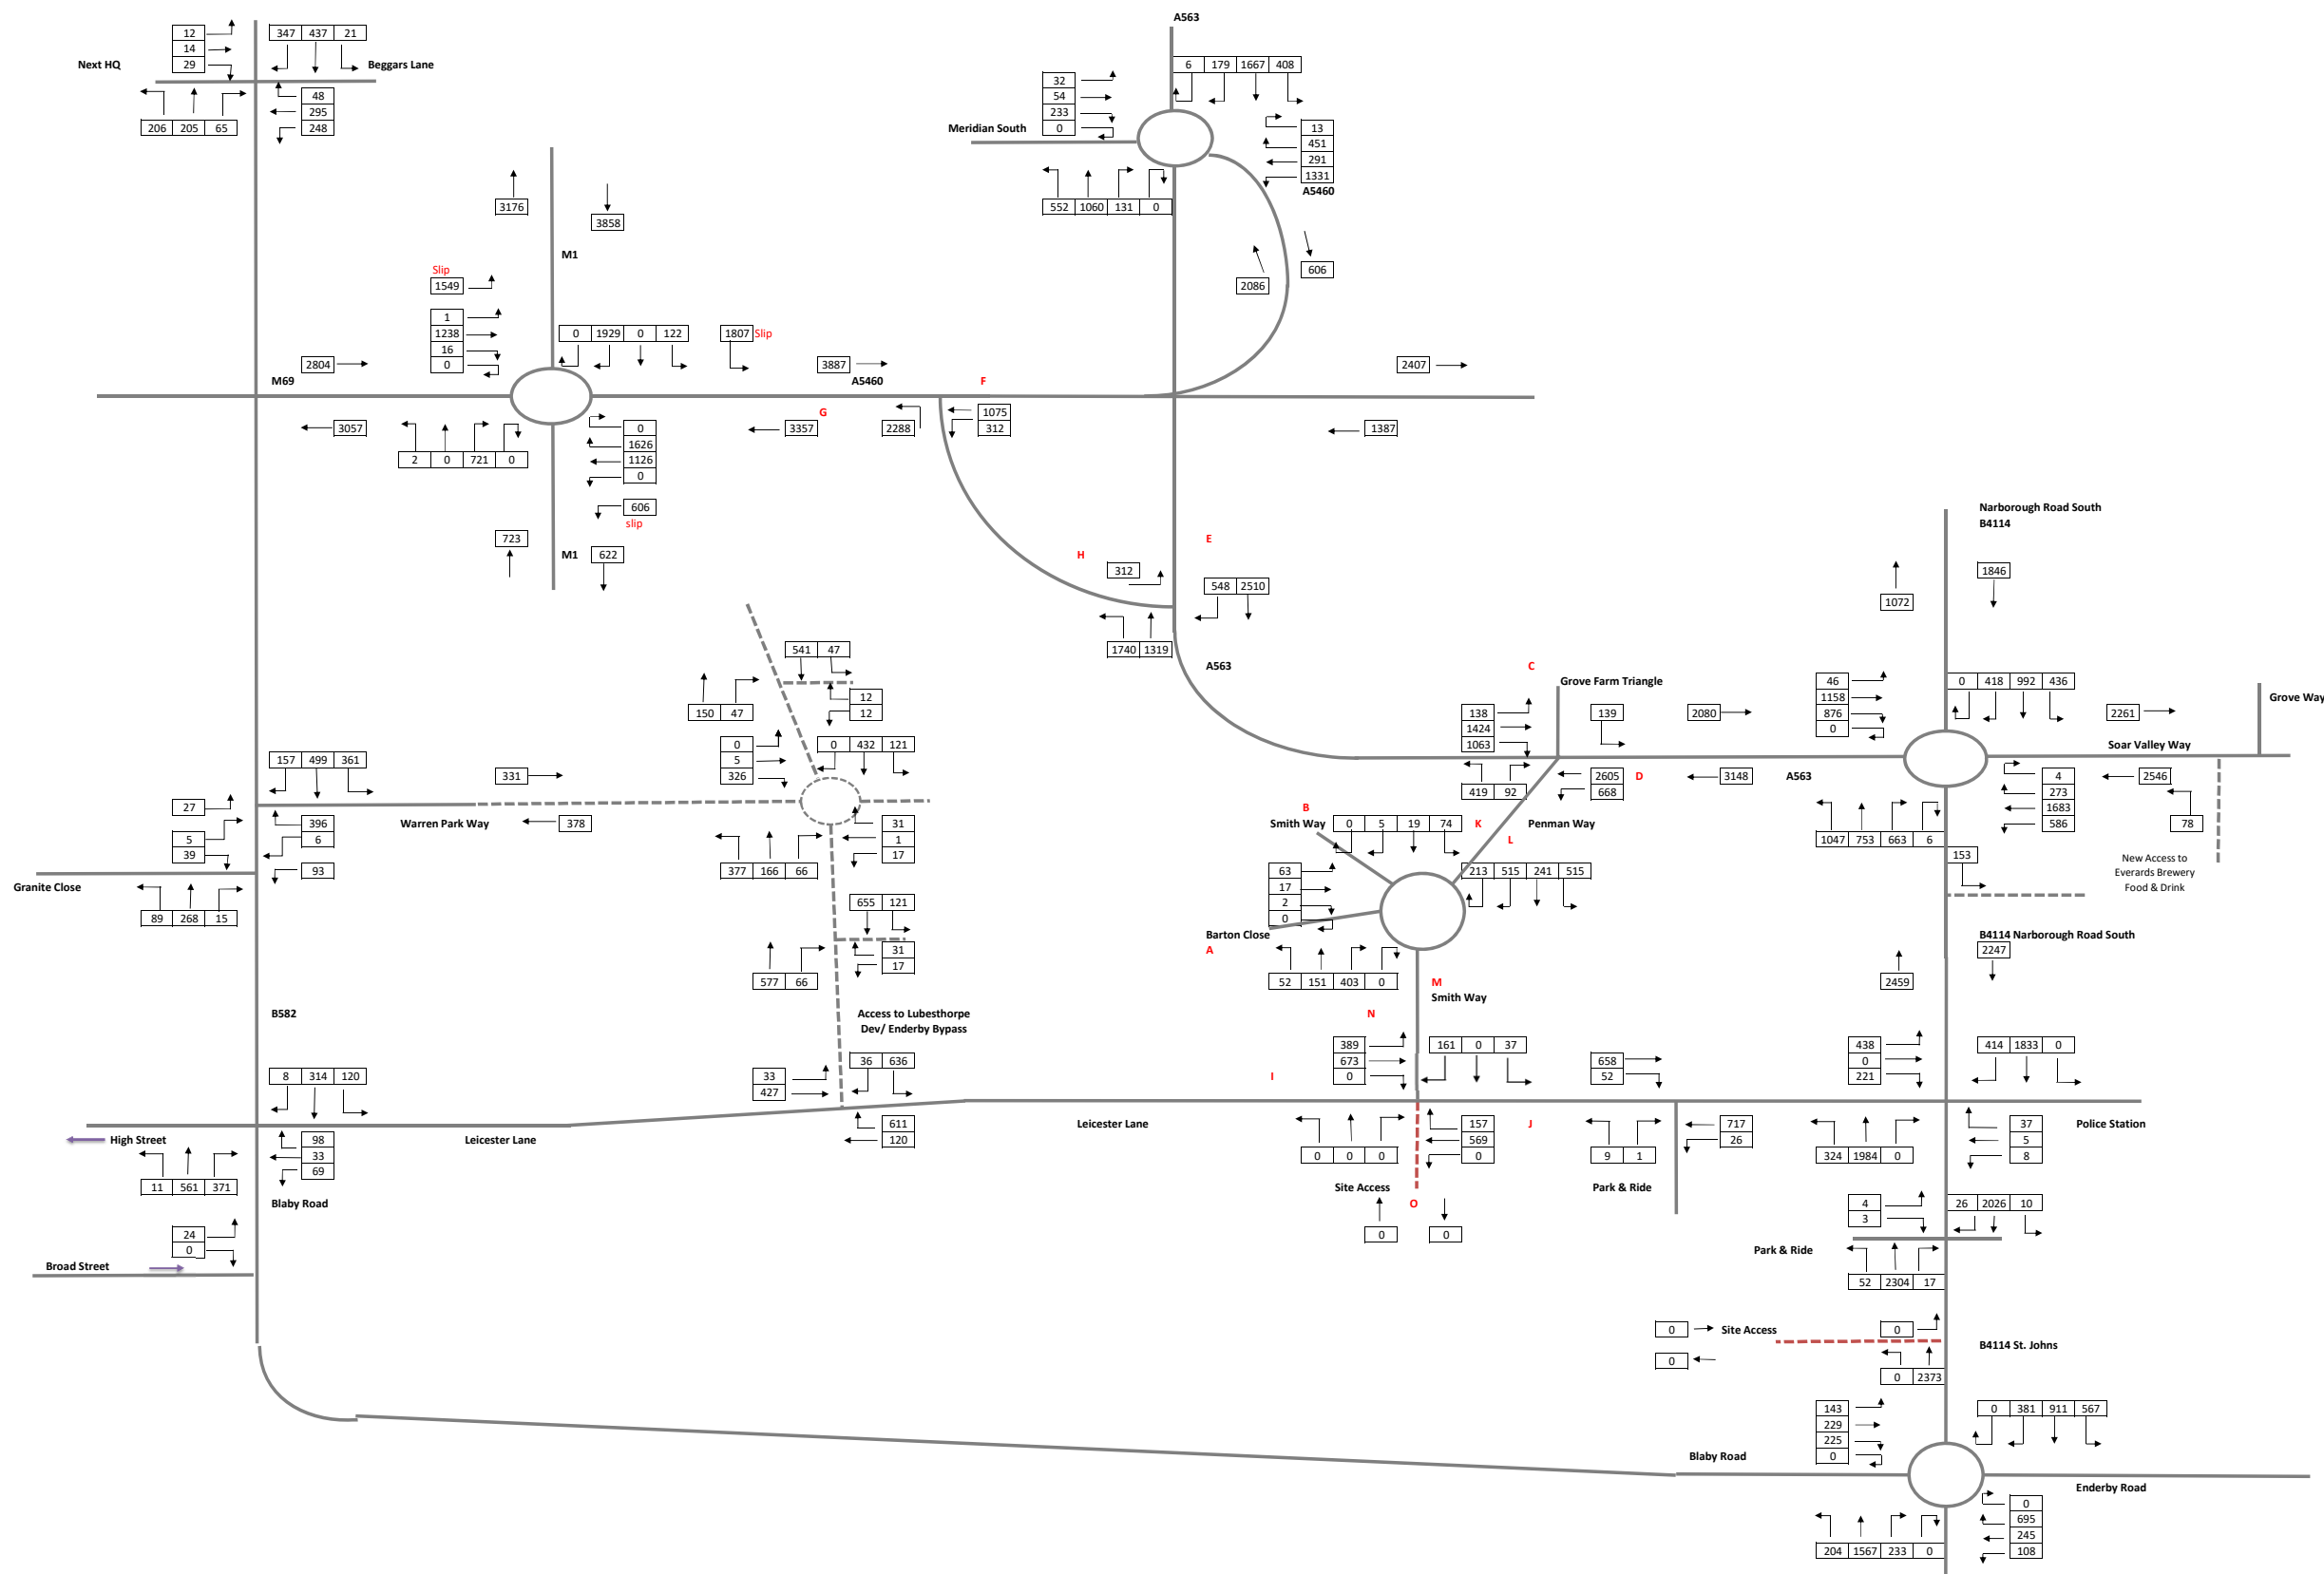 A563
12
347 437 21
14
Next HQ
29
Beggars Lane
6 179 1667 408
32
54
48
295
233
13
206 205 65
248
Meridian South
0
451
291
1331
A5460
3176
552 1060 131 0
3858
M1
Slip
606
1549
2086
1
1238
0 1929 0 122
1807 Slip
16
2804
0
3887
2407
M69
A5460
F
G
1075
3057
0
3357
2288
312
1387
1626
2 0 721 0
1126
0
606
slip
Narborough Road South
B4114
723
M1
622
H
E
312
1846
548 2510
1072
541 47
1740 1319
A563
C
Grove Farm Triangle
46
0 418 992 436
12
1158
Grove Way
150 47
12
138
139
2080
876
2261
1424
0
0
0 432 121
1063
Soar Valley Way
157 499 361
5
331
326
2605
D
3148
A563
4
2546
419 92
668
273
27
B
1683
Warren Park Way
378
Smith Way
0 5 19 74
K
Penman Way
586
78
396
31
5
6
1
L
1047 753 663 6
39
17
153
377 166 66
New Access to
93
63
213 515 241 515
Everards Brewery
Granite Close
17
Food & Drink
2
89 268 15
655 121
0
Barton Close
B4114 Narborough Road South
A
31
2247
17
577 66
52 151 403 0
M
2459
Smith Way
B582
Access to Lubesthorpe
N
Dev/ Enderby Bypass
389
161 0 37
438
414 1833 0
36 636
673
658
0
8 314 120
33
I
0
52
221
427
611
157
717
37
High Street
98
Leicester Lane
120
Leicester Lane
569
J
26
5
Police Station
33
0 0 0
0
9 1
324 1984 0
8
69
11 561 371
Site Access
Park & Ride
Blaby Road
O
4
26 2026 10
3
24
0
0
0
Park & Ride
Broad Street
52 2304 17
0
Site Access
0
B4114 St. Johns
0
0 2373
143
0 381 911 567
229
225
Blaby Road
0
Enderby Road
0
695
245
204 1567 233 0
108